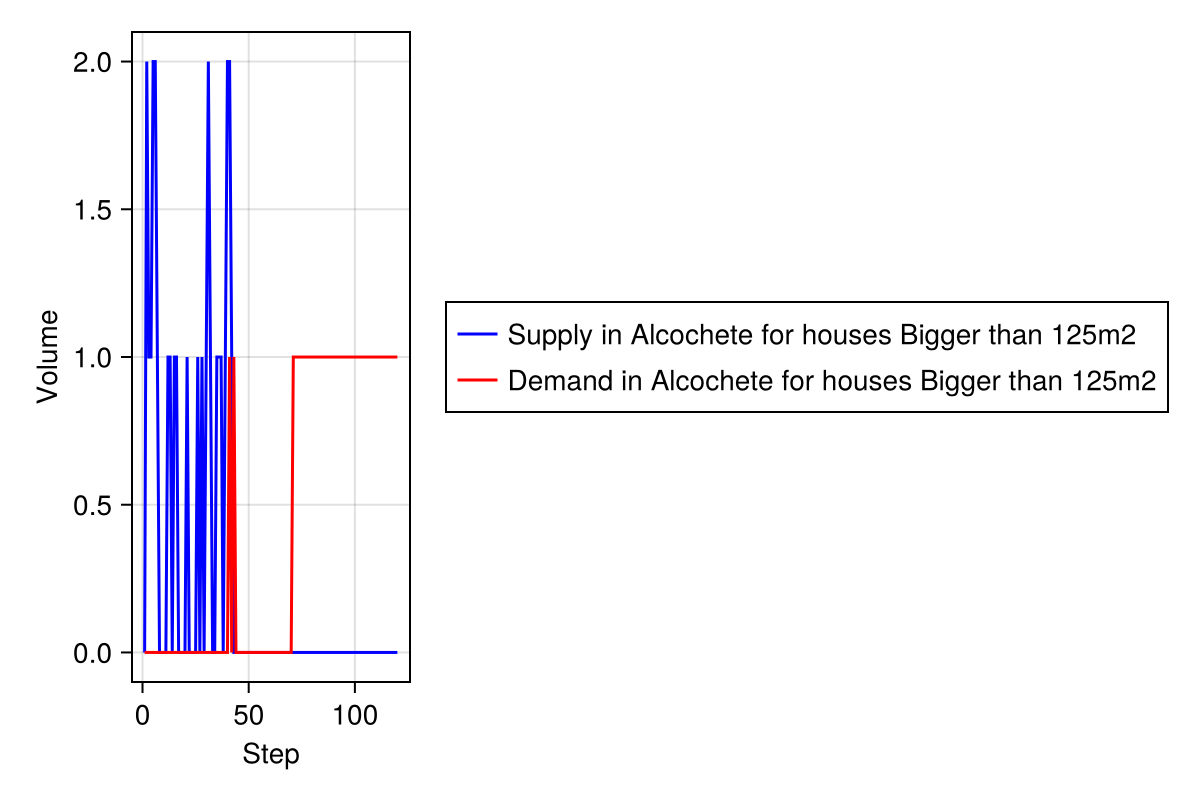 2.0
1.5
1.0
0.5
0.0
Volume
0 50 100
Step
Supply in Alcochete for houses Bigger than 125m2
Demand in Alcochete for houses Bigger than 125m2